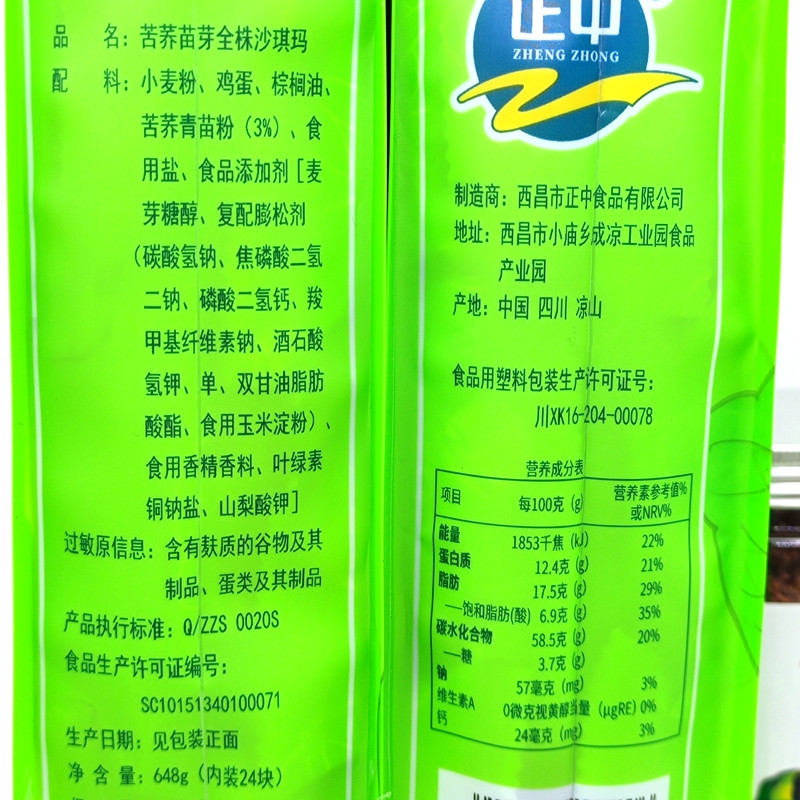 品 名：苦荞苗芽全株沙琪玛
配 料：小麦粉、鸡蛋、棕榈油、
苦荞青苗粉（3%）、食
用盐、食品添加剂［麦
芽糖醇、复配膨松剂
（碳酸氢钠、焦磷酸二氢
二钠、磷酸二氢钙、羧
甲基纤维素钠、酒石酸
氢钾、单、双甘油脂肪
酸酯、食用玉米淀粉）、
食用香精香料、叶绿素
铜钠盐、山梨酸钾］
过敏原信息：含有麸质的谷物及其
制品、蛋类及其制品
产品执行标准：Q/ZZS 0020S
食品生产许可证编号：
SC10151340100071
生产日期：见包装正面
净 含 量：648g（内装24块）
正中
ZHENG ZHONG
制造商：西昌市正中食品有限公司
地址：西昌市小庙乡成凉工业园食品
产业园
产地：中国 四川 凉山
食品用塑料包装生产许可证号：
川XK16-204-00078
营养成分表
项目 每100克（g） 营养素参考值%
或NRV%
能量 1853千焦（kJ） 22%
蛋白质 12.4克（g） 21%
脂肪 17.5克（g） 29%
——饱和脂肪(酸) 6.9克（g） 35%
碳水化合物 58.5克（g） 20%
——糖 3.7克（g）
钠 57毫克（mg） 3%
维生素A 0微克视黄醇当量（μgRE） 0%
钙 24毫克（mg） 3%